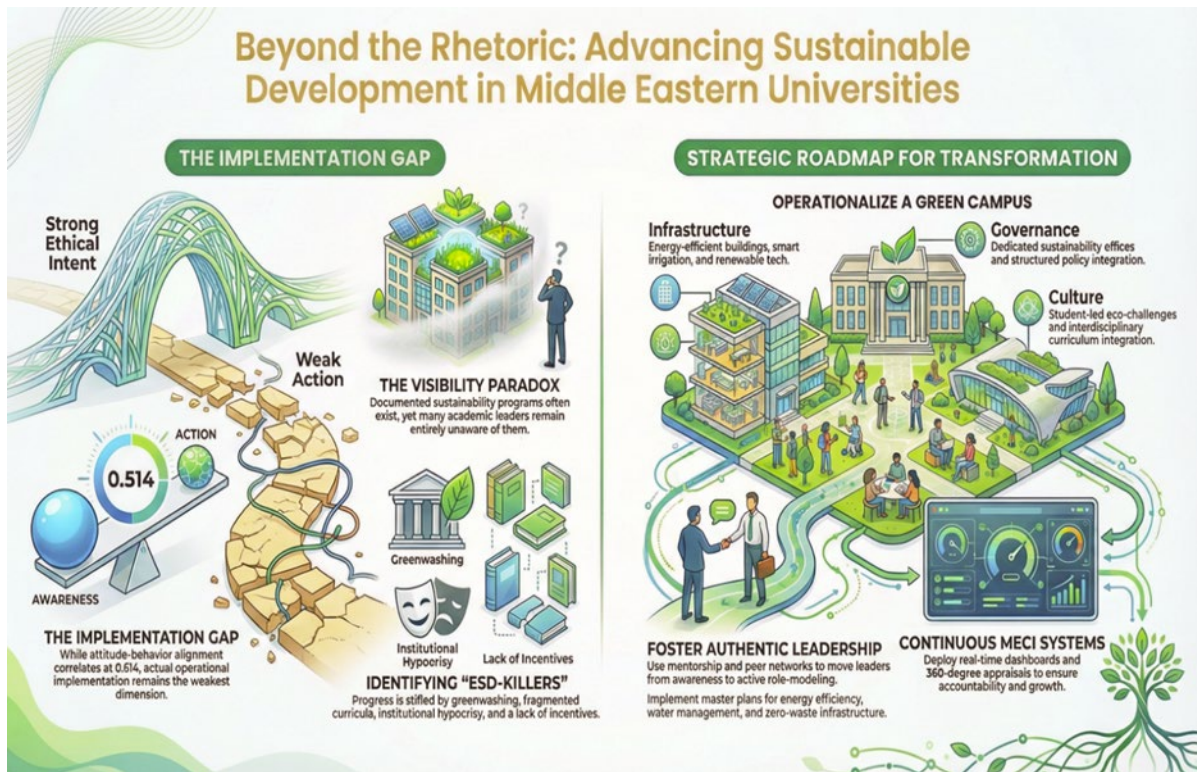 Beyond the Rhetoric: Advancing Sustainable
Development in Middle Eastern Universities
THE IMPLEMENTATION GAP
Strong
Ethical
Intent
Weak
Action
?
?
THE VISIBILITY PARADOX
Documented sustainability programs often
exist, yet many academic leaders remain
entirely unaware of them.
ACTION
0.514
AWARENESS
THE IMPLEMENTATION GAP
While attitude-behavior alignment
correlates at 0.614, actual operational
implementation remains the weakest
dimension.
Greenwashing
Institutional
Hypocrisy
Lack of Incentives
IDENTIFYING “ESD-KILLERS”
Progress is stifled by greenwashing, fragmented
curricula, institutional hypocrisy, and a lack of incentives.
STRATEGIC ROADMAP FOR TRANSFORMATION
OPERATIONALIZE A GREEN CAMPUS
Infrastructure
Energy-efficient buildings, smart
irrigation, and renewable tech.
Governance
Dedicated sustainability effices
and structured policy integration.
Culture
Student-led eco-challenges
and interdisciplinary
curriculum integration.
FOSTER AUTHENTIC LEADERSHIP
Use mentorship and peer networks to move leaders
from awareness to active role-modeling.
Implement master plans for energy efficiency,
water management, and zero-waste infrastructure.
CONTINUOUS MECI SYSTEMS
Deploy real-time dashboards and
360-degree appraisals to ensure
accountability and growth.